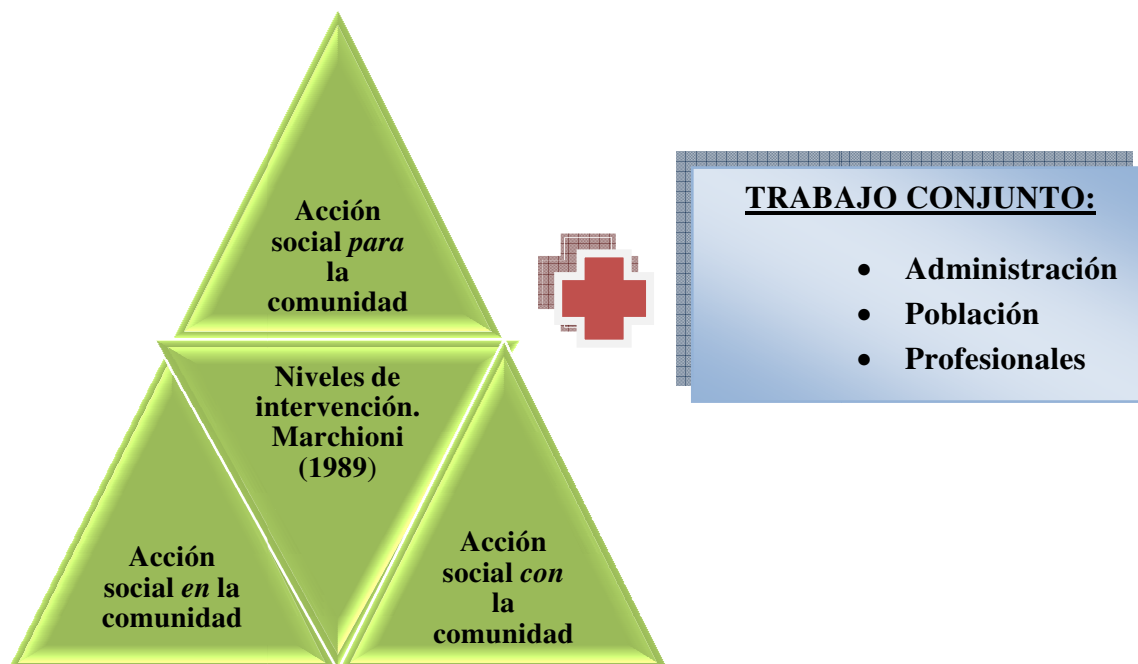 Acción
social para
la
comunidad
Niveles de
intervención.
Marchioni
(1989)
Acción
social en la
comunidad
Acción
social con
la
comunidad
TRABAJO CONJUNTO:
• Administración
• Población
• Profesionales